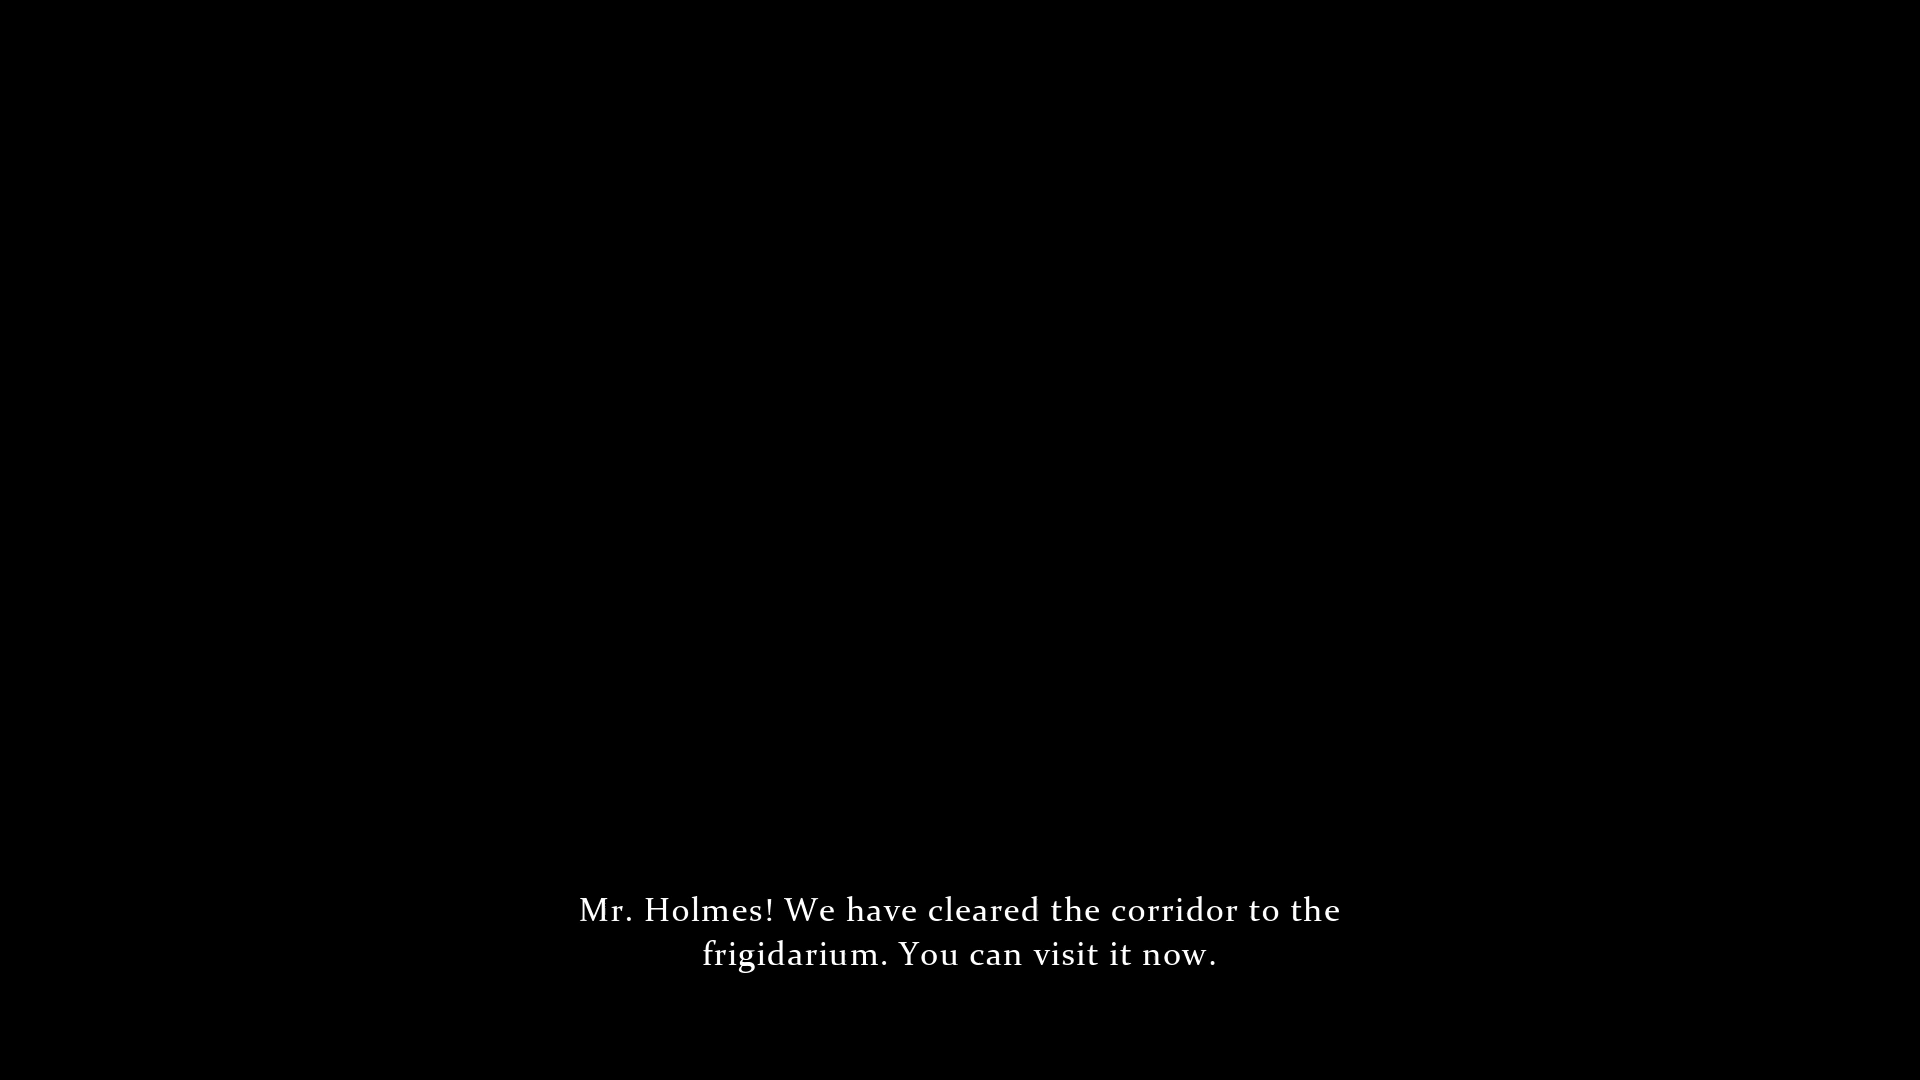 Mr. Holmes! We have cleared the corridor to the
frigidarium. You can visit it now.